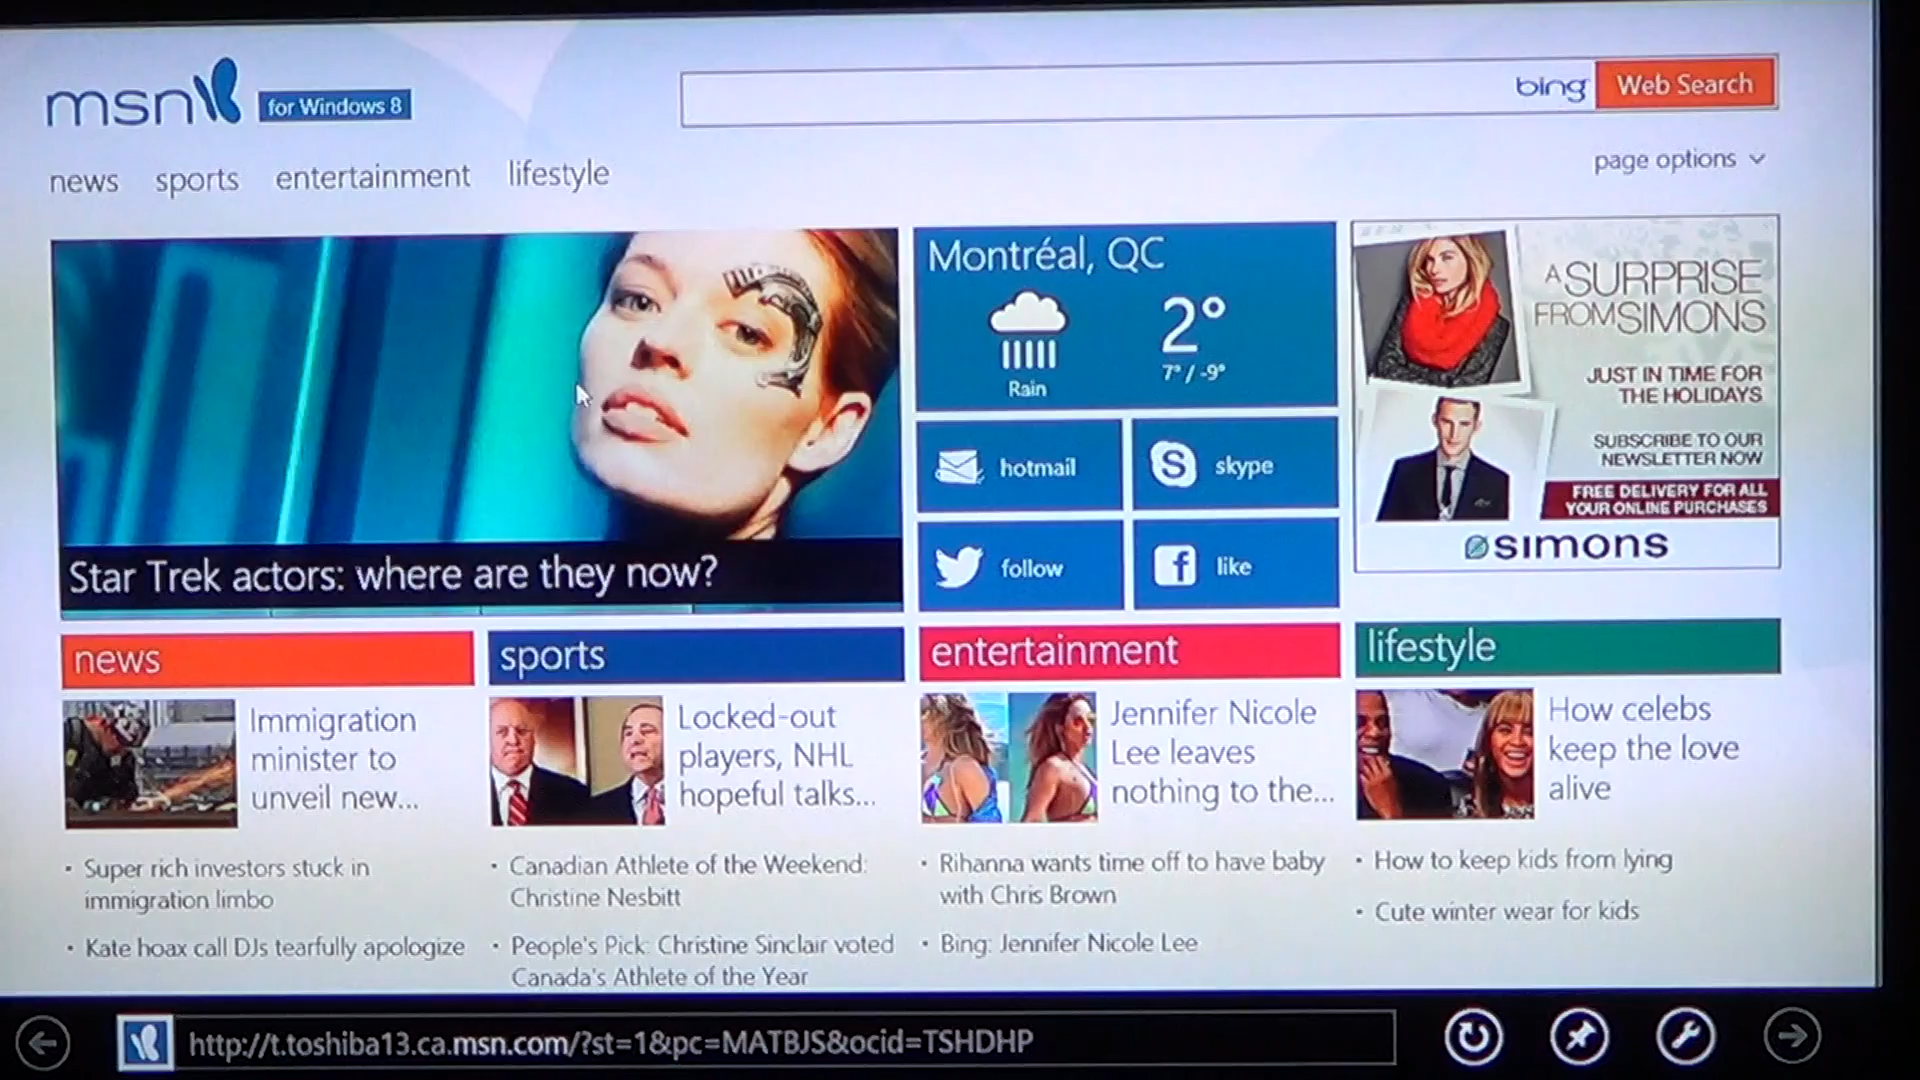 msn for Windows 8
bing Web Search
news sports entertainment lifestyle
page options
Star Trek actors: where are they now?
Montréal, QC
2°
7° / -9°
Rain
hotmail
skype
follow
like
A SURPRISE
FROM SIMONS
JUST IN TIME FOR
THE HOLIDAYS
SUBSCRIBE TO OUR
NEWSLETTER NOW
FREE DELIVERY FOR ALL
YOUR ONLINE PURCHASES
SIMONS
news
Immigration
minister to
unveil new...
• Super rich investors stuck in
immigration limbo
• Kate hoax call DJs tearfully apologize
sports
Locked-out
players, NHL
hopeful talks...
• Canadian Athlete of the Weekend:
Christine Nesbitt
• People's Pick: Christine Sinclair voted
Canada's Athlete of the Year
entertainment
Jennifer Nicole
Lee leaves
nothing to the...
• Rihanna wants time off to have baby
with Chris Brown
• Bing: Jennifer Nicole Lee
lifestyle
How celebs
keep the love
alive
• How to keep kids from lying
• Cute winter wear for kids
http://t.toshiba13.ca.msn.com/?st=1&pc=MATBJS&ocid=TSHDHP